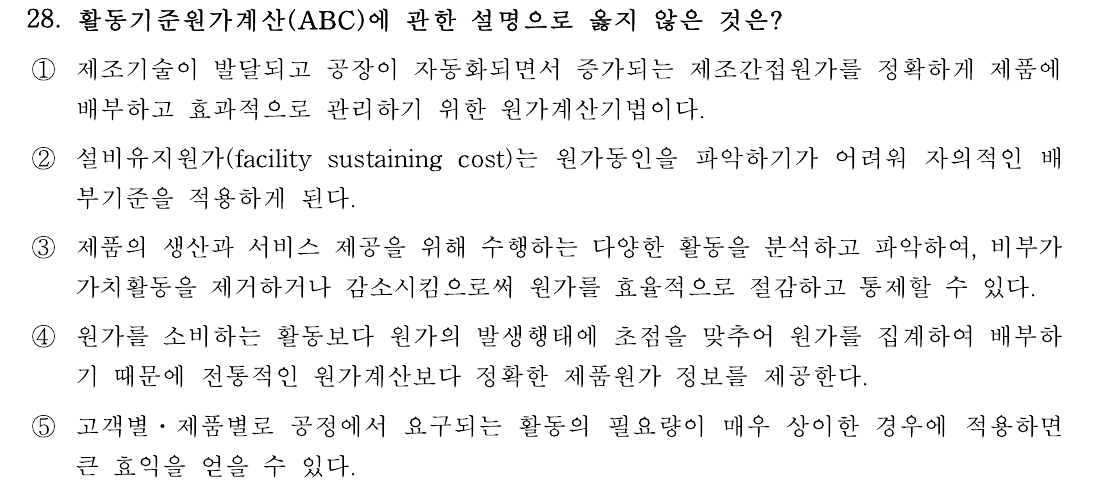 28. 활동기준원가계산(ABC)에 관한 설명으로 옳지 않은 것은?
① 제조기술이 발달되고 공장이 자동화되면서 증가되는 제조간접원가를 정확하게 제품에
배부하고 효과적으로 관리하기 위한 원가계산기법이다.
② 설비유지원가(facility sustaining cost)는 원가동인을 파악하기가 어려워 자의적인 배
부기준을 적용하게 된다.
③ 제품의 생산과 서비스 제공을 위해 수행하는 다양한 활동을 분석하고 파악하여, 비부가
가치활동을 제거하거나 감소시킴으로써 원가를 효율적으로 절감하고 통제할 수 있다.
④ 원가를 소비하는 활동보다 원가의 발생행태에 초점을 맞추어 원가를 집계하여 배부하
기 때문에 전통적인 원가계산보다 정확한 제품원가 정보를 제공한다.
⑤ 고객별・제품별로 공정에서 요구되는 활동의 필요량이 매우 상이한 경우에 적용하면
큰 효익을 얻을 수 있다.